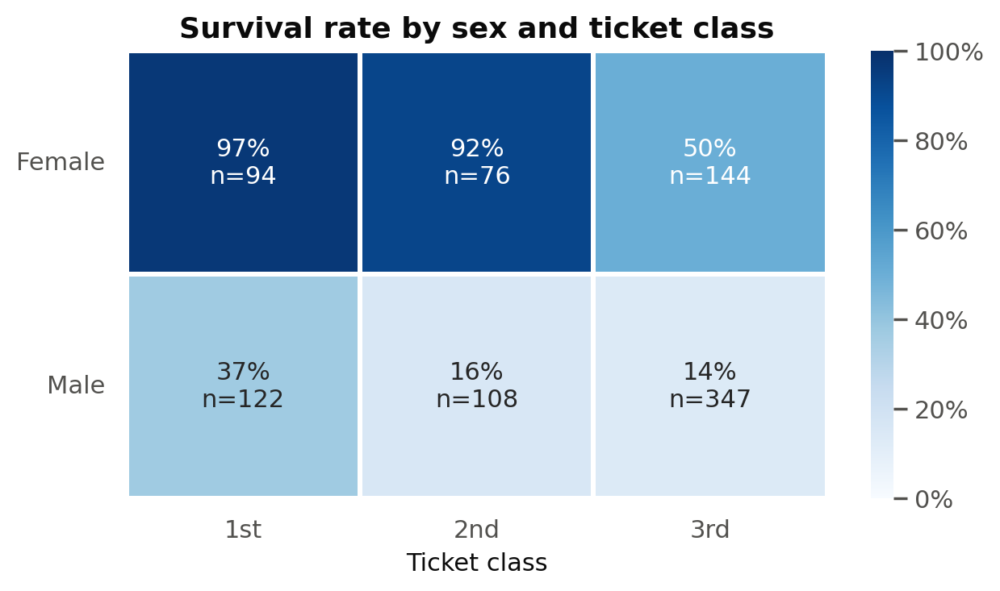 Survival rate by sex and ticket class
100%
80%
60%
40%
20%
0%
Female
97%
n=94
92%
n=76
50%
n=144
Male
37%
n=122
16%
n=108
14%
n=347
1st
2nd
3rd
Ticket class